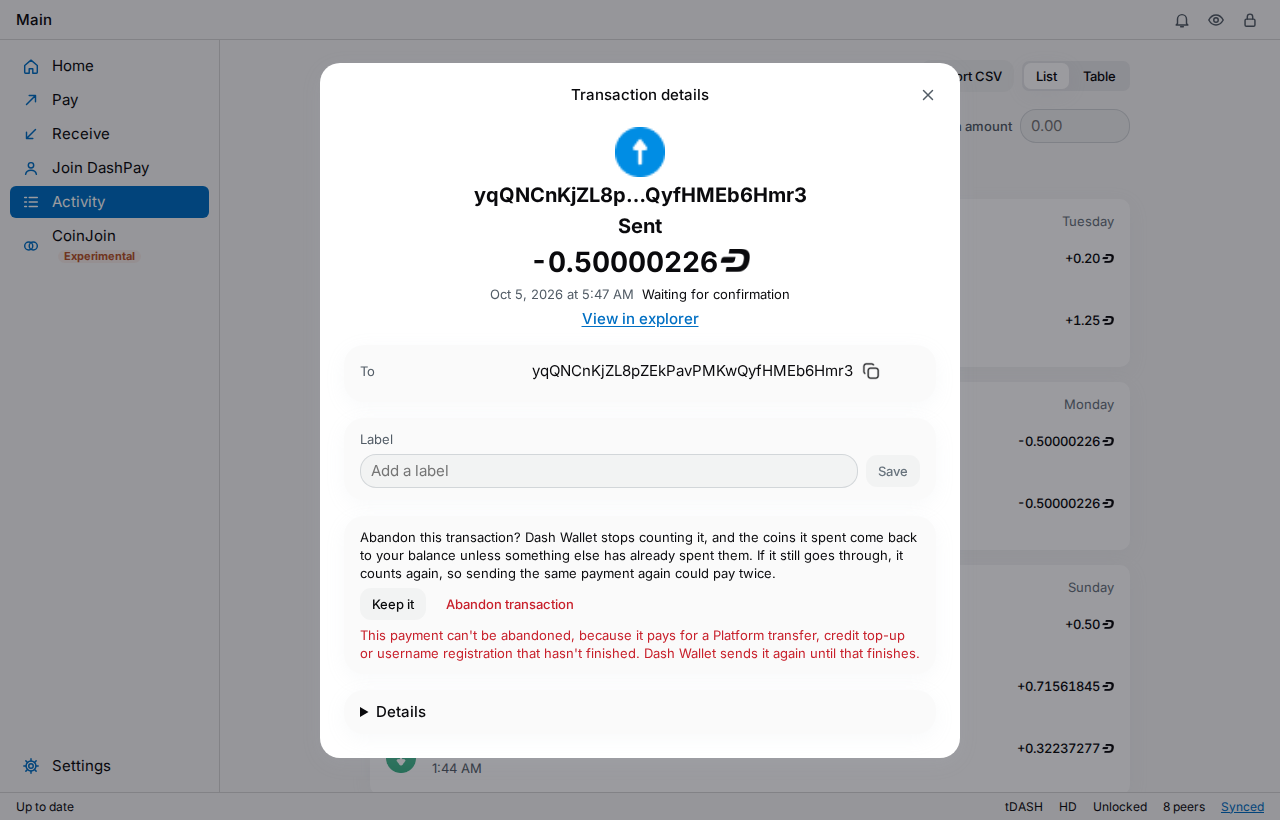 Main
Home
Pay
Receive
Join DashPay
Activity
CoinJoin
Experimental
Settings
ort CSV
List
Table
amount
0.00
Tuesday
+0.20
+1.25
Monday
-0.50000226
-0.50000226
Sunday
+0.50
+0.71561845
+0.32237277
1:44 AM
Transaction details
yqQNCnKjZL8p...QyfHMEb6Hmr3
Sent
-0.50000226
Oct 5, 2026 at 5:47 AM Waiting for confirmation
View in explorer
To yqQNCnKjZL8pZEkPavPMKwQyfHMEb6Hmr3
Label
Add a label
Save
Abandon this transaction? Dash Wallet stops counting it, and the coins it spent come back
to your balance unless something else has already spent them. If it still goes through, it
counts again, so sending the same payment again could pay twice.
Keep it
Abandon transaction
This payment can't be abandoned, because it pays for a Platform transfer, credit top-up
or username registration that hasn't finished. Dash Wallet sends it again until that finishes.
Details
Up to date
tDASH
HD
Unlocked
8 peers
Synced